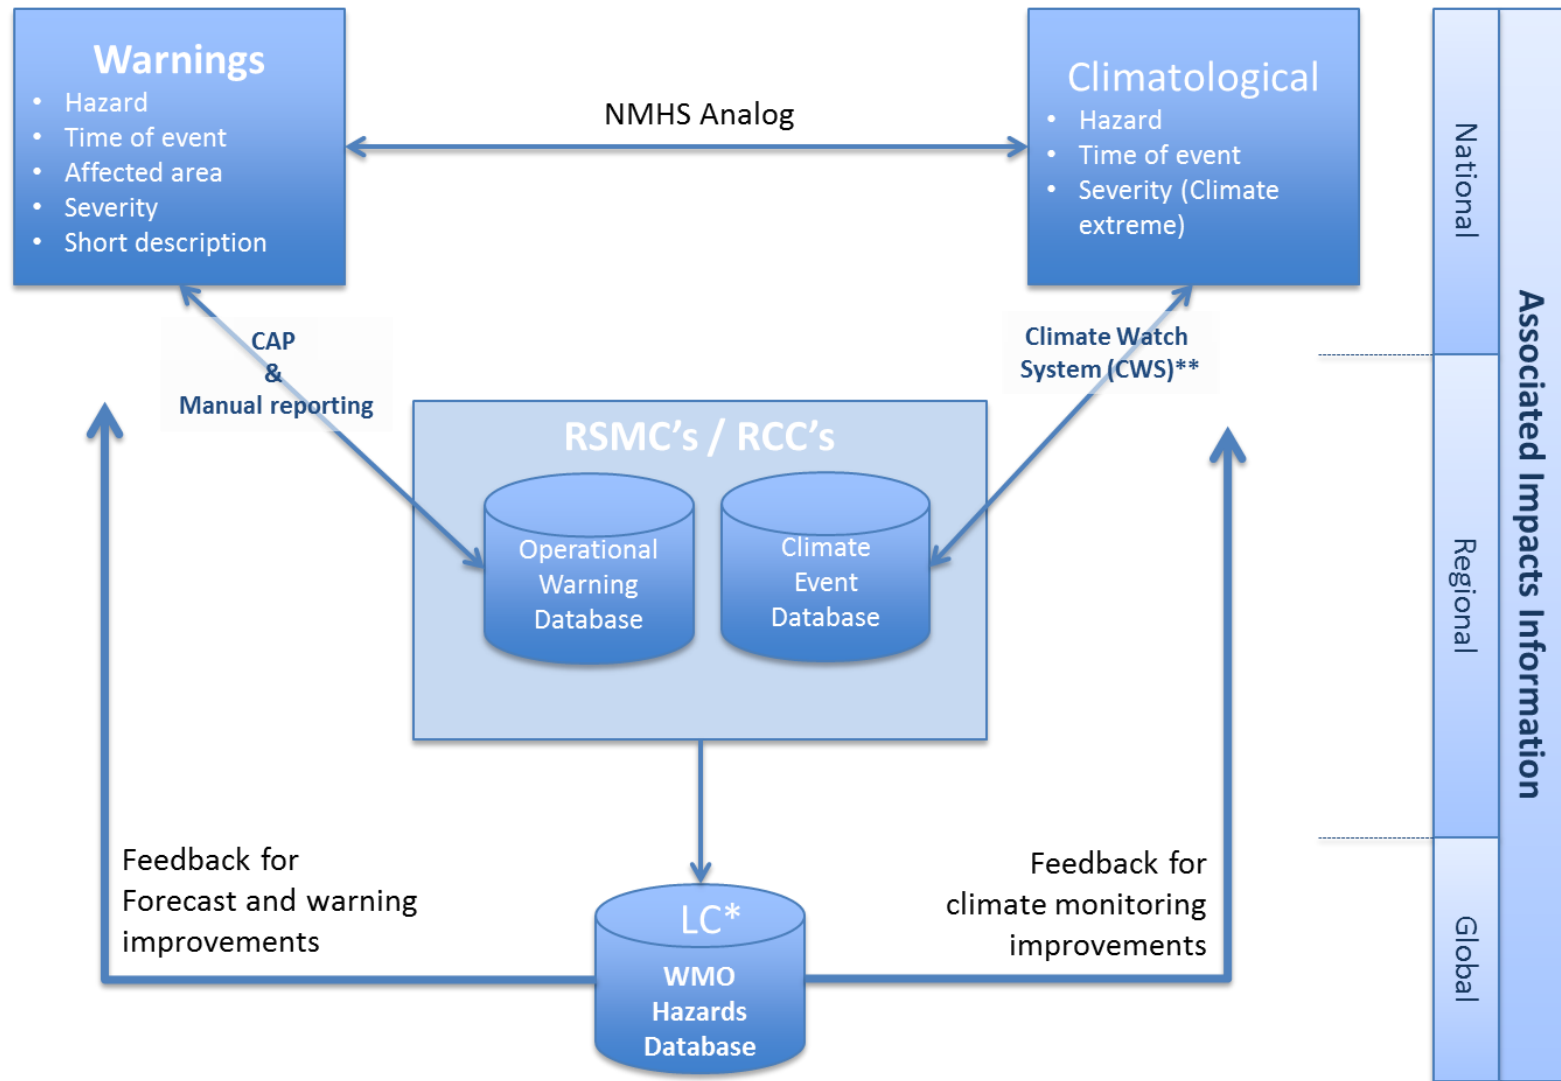 Warnings
• Hazard
• Time of event
• Affected area
• Severity
• Short description
NMHS Analog
Climatological
• Hazard
• Time of event
• Severity (Climate
extreme)
CAP
&
Manual reporting
Climate Watch
System (CWS)**
RSMC’s / RCC’s
Operational
Warning
Database
Climate
Event
Database
Feedback for
Forecast and warning
improvements
Feedback for
climate monitoring
improvements
LC*
WMO
Hazards
Database
National
Regional
Global
Associated Impacts Information